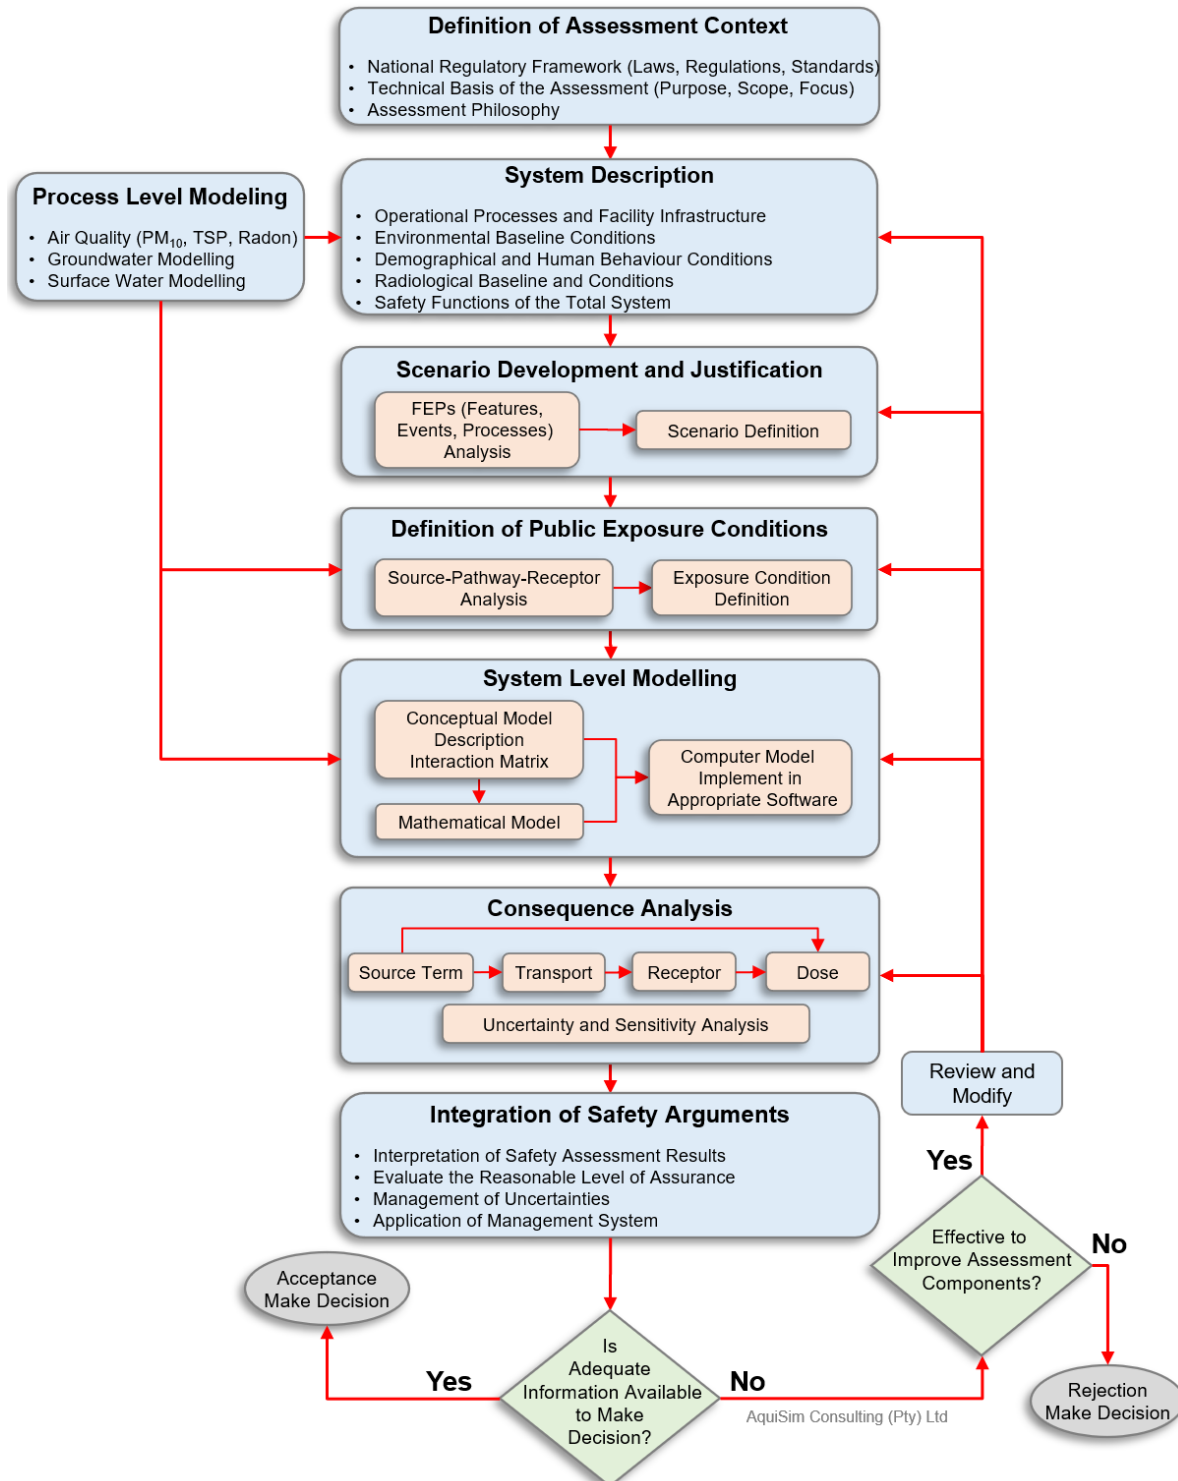 Definition of Assessment Context
• National Regulatory Framework (Laws, Regulations, Standards)
• Technical Basis of the Assessment (Purpose, Scope, Focus)
• Assessment Philosophy
Process Level Modeling
• Air Quality (PM₁₀, TSP, Radon)
• Groundwater Modelling
• Surface Water Modelling
System Description
• Operational Processes and Facility Infrastructure
• Environmental Baseline Conditions
• Demographical and Human Behaviour Conditions
• Radiological Baseline and Conditions
• Safety Functions of the Total System
Scenario Development and Justification
FEPs (Features,
Events, Processes)
Analysis
Scenario Definition
Definition of Public Exposure Conditions
Source-Pathway-Receptor
Analysis
Exposure Condition
Definition
System Level Modelling
Conceptual Model
Description
Interaction Matrix
Mathematical Model
Computer Model
Implement in
Appropriate Software
Consequence Analysis
Source Term
Transport
Receptor
Dose
Uncertainty and Sensitivity Analysis
Integration of Safety Arguments
• Interpretation of Safety Assessment Results
• Evaluate the Reasonable Level of Assurance
• Management of Uncertainties
• Application of Management System
Review and
Modify
Yes
Effective to
Improve Assessment
Components?
No
Acceptance
Make Decision
Is
Adequate
Information Available
to Make
Decision?
Yes
No
AquiSim Consulting (Pty) Ltd
Rejection
Make Decision